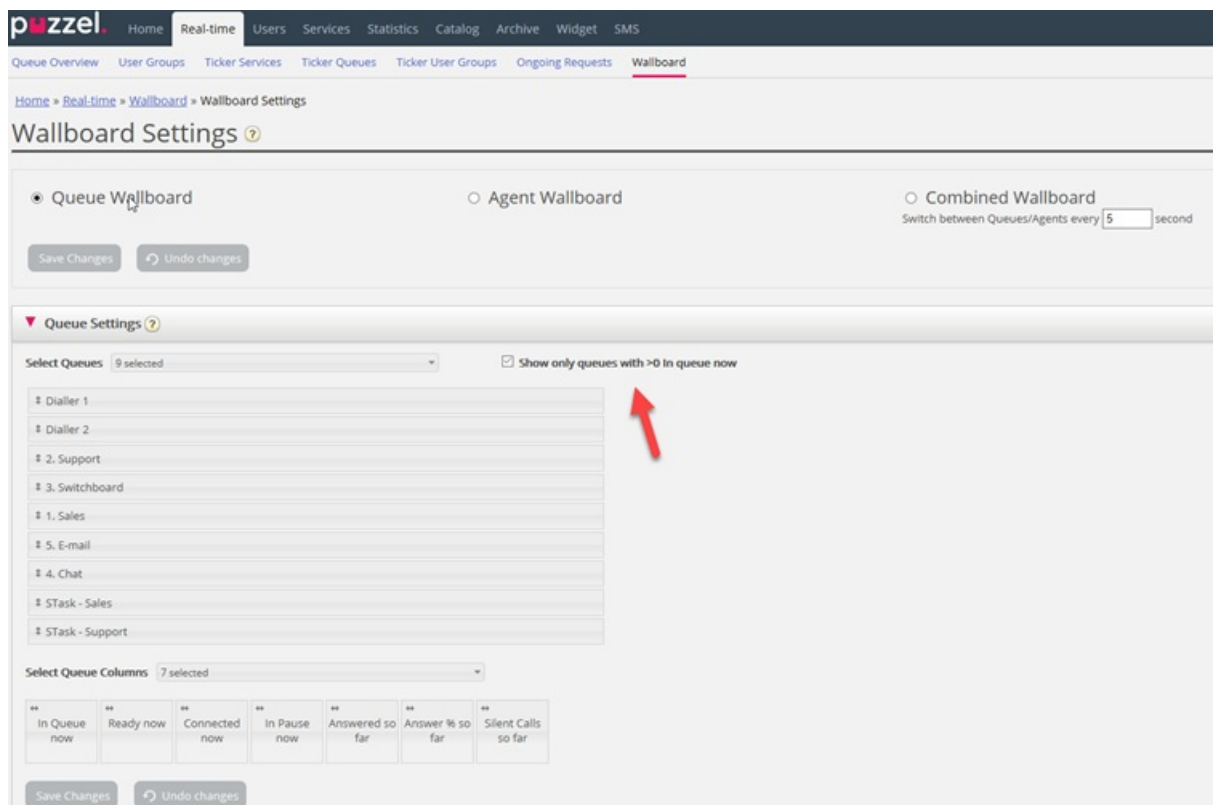 puzzel. Home Real-time Users Services Statistics Catalog Archive Widget SMS
Queue Overview User Groups Ticker Services Ticker Queues Ticker User Groups Ongoing Requests Wallboard
Home » Real-time » Wallboard » Wallboard Settings
Wallboard Settings ?
Queue Wallboard Agent Wallboard Combined Wallboard
Switch between Queues/Agents every 5 second
Save Changes Undo changes
Queue Settings ?
Select Queues 9 selected Show only queues with >0 in queue now
Dialler 1
Dialler 2
2. Support
3. Switchboard
1. Sales
5. E-mail
4. Chat
STask - Sales
STask - Support
Select Queue Columns 7 selected
In Queue Ready now Connected In Pause Answered so Answer % so Silent Calls
now now now far far so far
Save Changes Undo changes